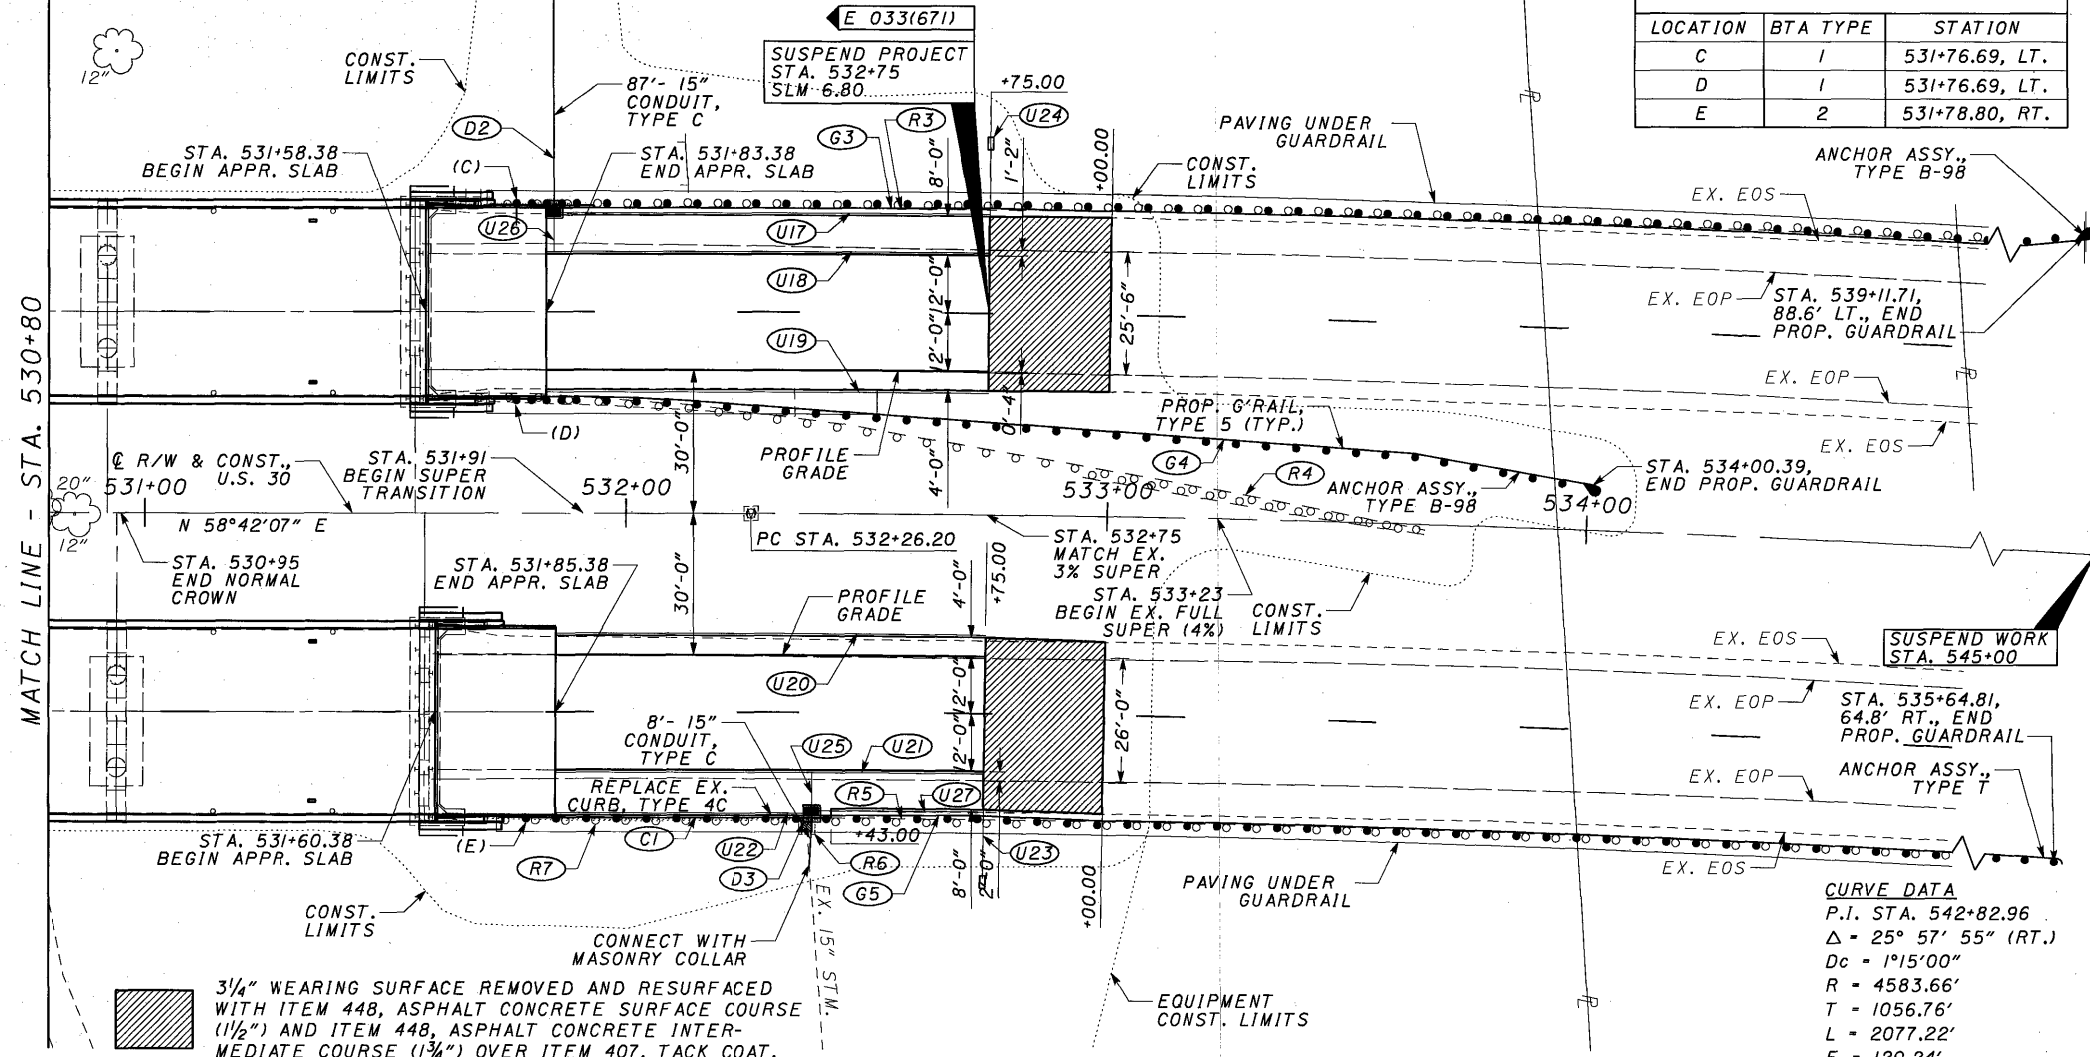 E 033(671)
SUSPEND PROJECT
STA. 532+75
SLM 6.80
LOCATION BTA TYPE STATION
C 1 531+76.69, LT.
D 1 531+76.69, LT.
E 2 531+78.80, RT.
12"
CONST.
LIMITS
87'- 15"
CONDUIT,
TYPE C
D2
STA. 531+58.38
BEGIN APPR. SLAB
(C)
STA. 531+83.38
END APPR. SLAB
G3
R3
+75.00
U24
8'-0"
1'-2"
+00.00
PAVING UNDER
GUARDRAIL
CONST.
LIMITS
ANCHOR ASSY.,
TYPE B-98
EX. EOS
U26
U17
U18
U19
12'-0"
12'-0"
25'-6"
EX. EOP
STA. 539+11.71,
88.6' LT., END
PROP. GUARDRAIL
EX. EOP
EX. EOS
MATCH LINE - STA. 530+80
(D)
30'-0"
PROFILE
GRADE
4'-0"
0'-4"
PROP. G'RAIL,
TYPE 5 (TYP.)
G4
R4
ANCHOR ASSY.,
TYPE B-98
STA. 534+00.39,
END PROP. GUARDRAIL
℄ R/W & CONST.,
U.S. 30
STA. 531+91
BEGIN SUPER
TRANSITION
20"
12"
531+00
532+00
533+00
534+00
N 58°42'07" E
PC STA. 532+26.20
STA. 530+95
END NORMAL
CROWN
STA. 531+85.38
END APPR. SLAB
30'-0"
PROFILE
GRADE
4'-0"
+75.00
STA. 532+75
MATCH EX.
3% SUPER
STA. 533+23
BEGIN EX. FULL
SUPER (4%)
CONST.
LIMITS
EX. EOS
SUSPEND WORK
STA. 545+00
U20
12'-0"
12'-0"
26'-0"
EX. EOP
STA. 535+64.81,
64.8' RT., END
PROP. GUARDRAIL
8'- 15"
CONDUIT,
TYPE C
U25
U21
REPLACE EX.
CURB, TYPE 4C
R5
U27
EX. EOP
ANCHOR ASSY.,
TYPE T
STA. 531+60.38
BEGIN APPR. SLAB
(E)
R7
C1
U22
D3
+43.00
R6
G5
U23
8'-0"
2'-0"
+00.00
EX. EOS
PAVING UNDER
GUARDRAIL
CONST.
LIMITS
CONNECT WITH
MASONRY COLLAR
EX. 15" STM.
EQUIPMENT
CONST. LIMITS
3¼" WEARING SURFACE REMOVED AND RESURFACED
WITH ITEM 448, ASPHALT CONCRETE SURFACE COURSE
(1½") AND ITEM 448, ASPHALT CONCRETE INTER-
MEDIATE COURSE (1¾") OVER ITEM 407, TACK COAT.
CURVE DATA
P.I. STA. 542+82.96
Δ = 25° 57' 55" (RT.)
Dc = 1°15'00"
R = 4583.66'
T = 1056.76'
L = 2077.22'